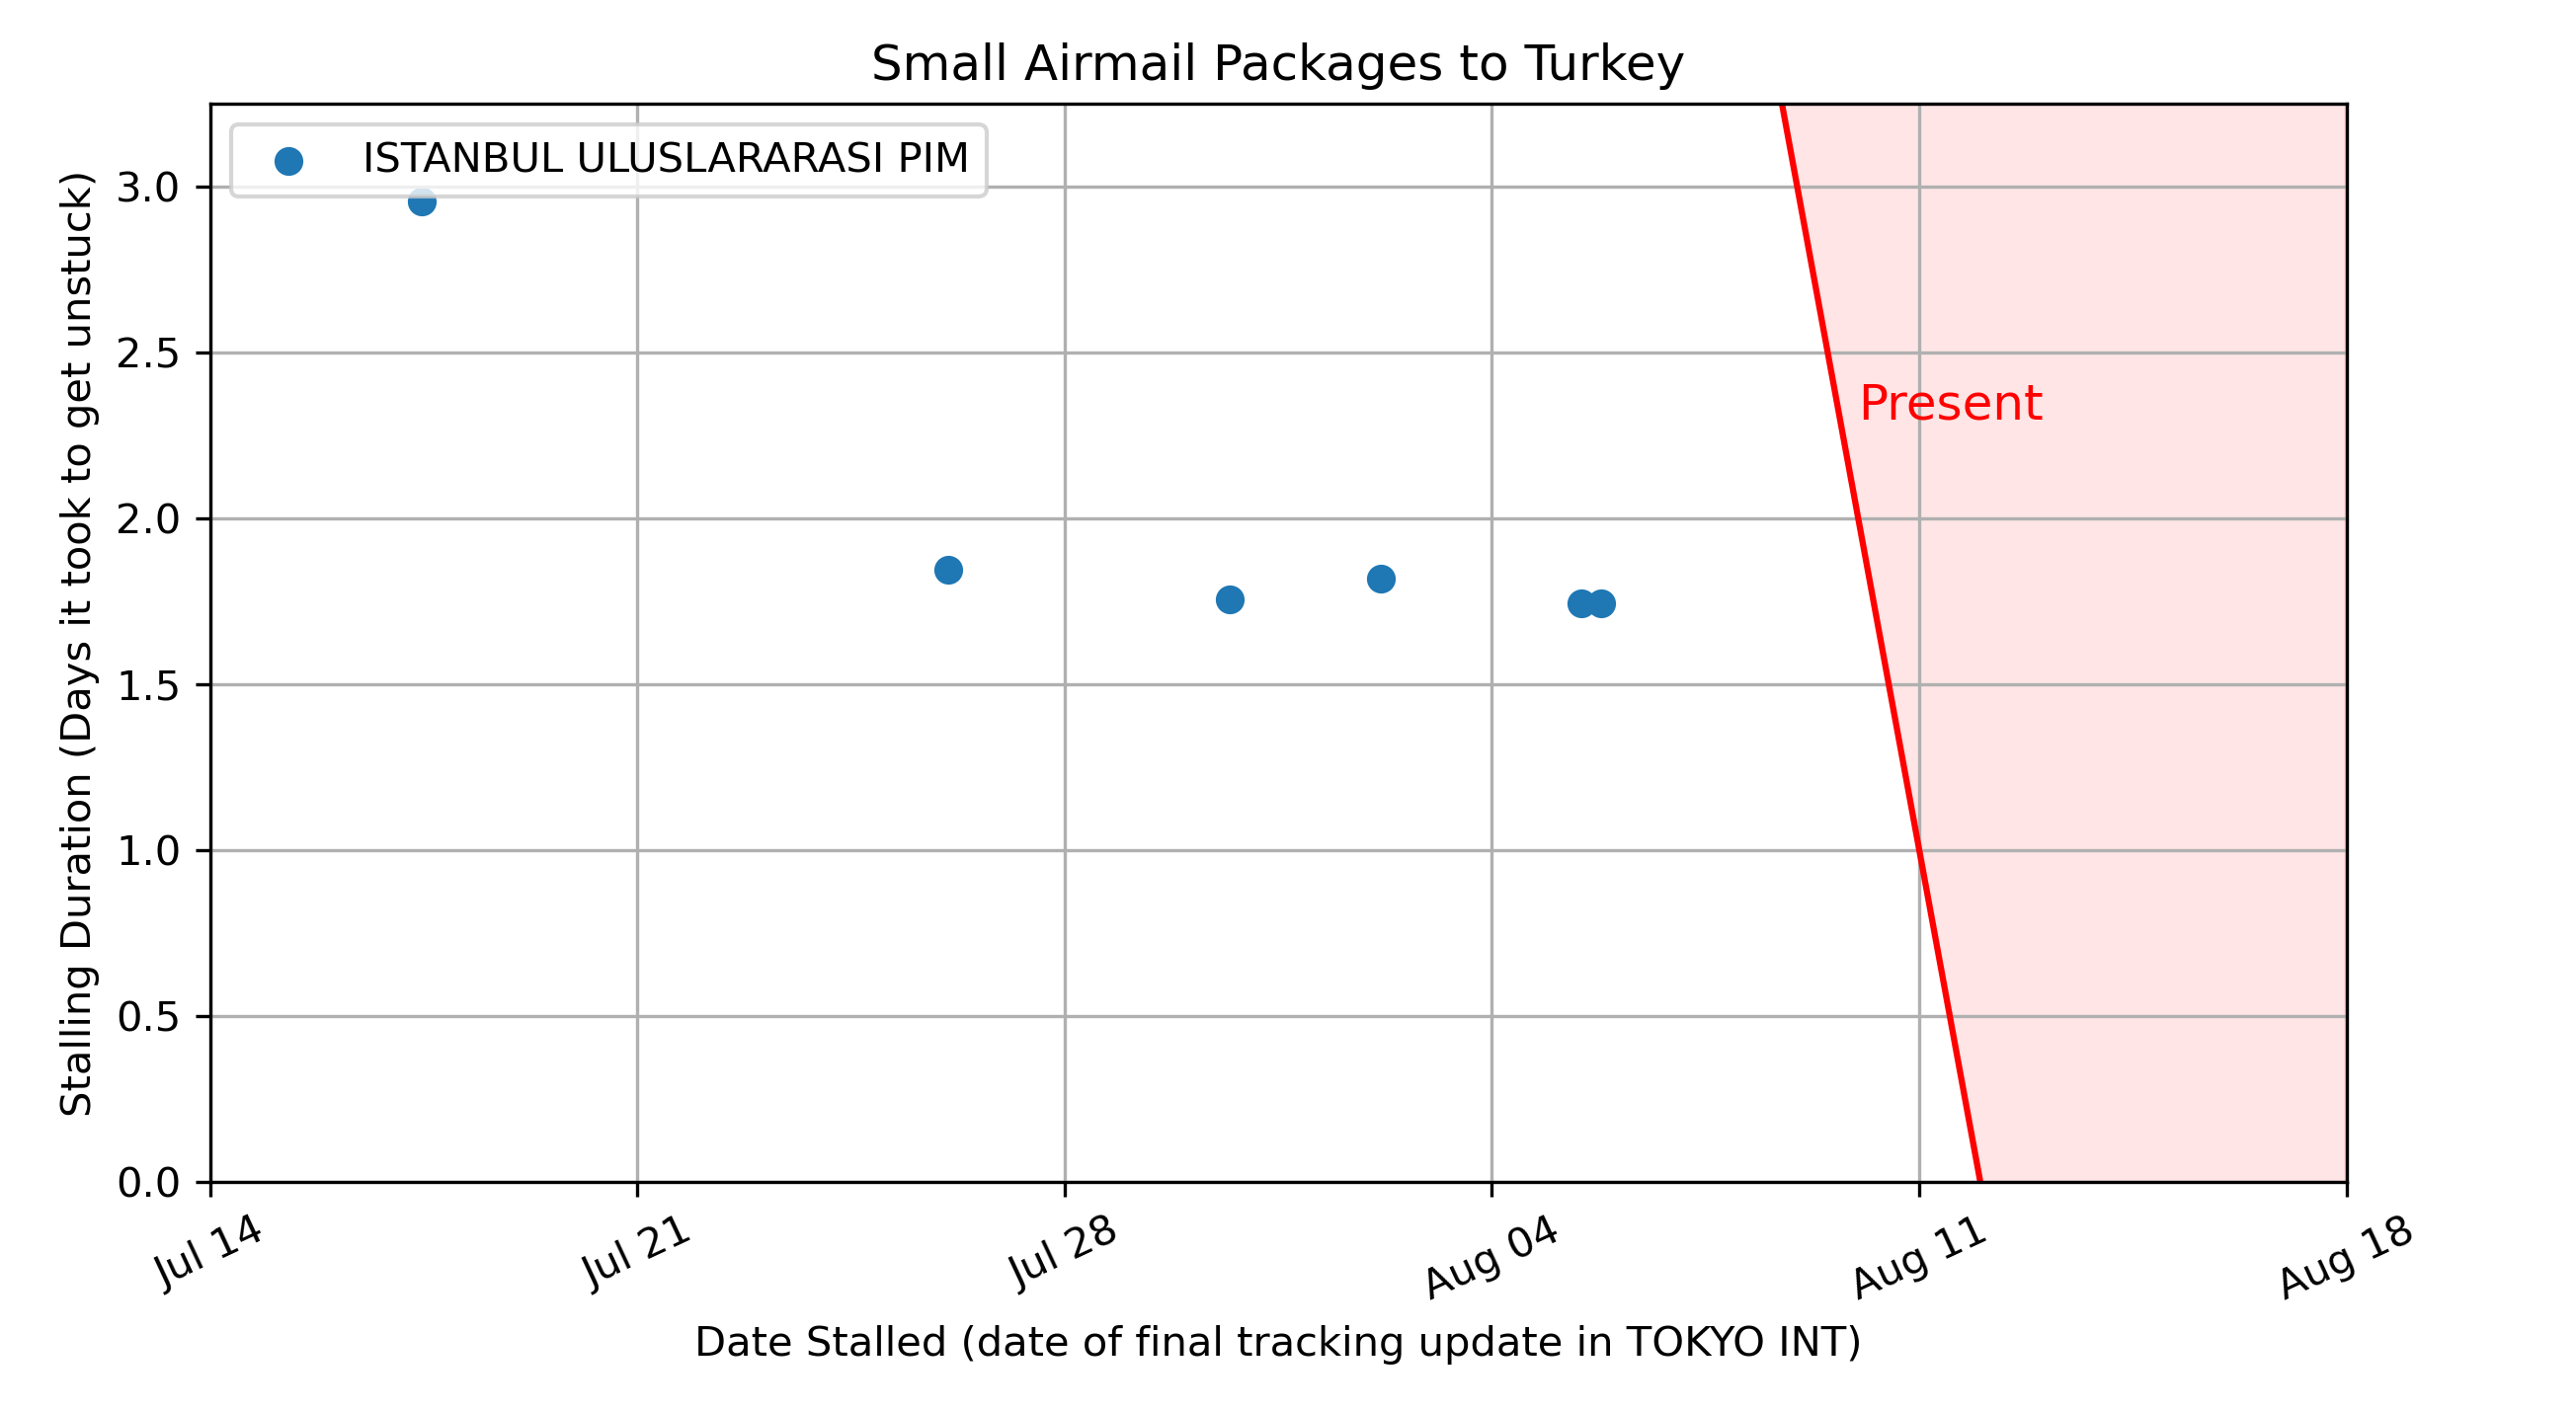 Small Airmail Packages to Turkey
ISTANBUL ULUSLARARASI PIM
Stalling Duration (Days it took to get unstuck)
3.0
2.5
2.0
1.5
1.0
0.5
0.0
Present
Jul 14
Jul 21
Jul 28
Aug 04
Aug 11
Aug 18
Date Stalled (date of final tracking update in TOKYO INT)